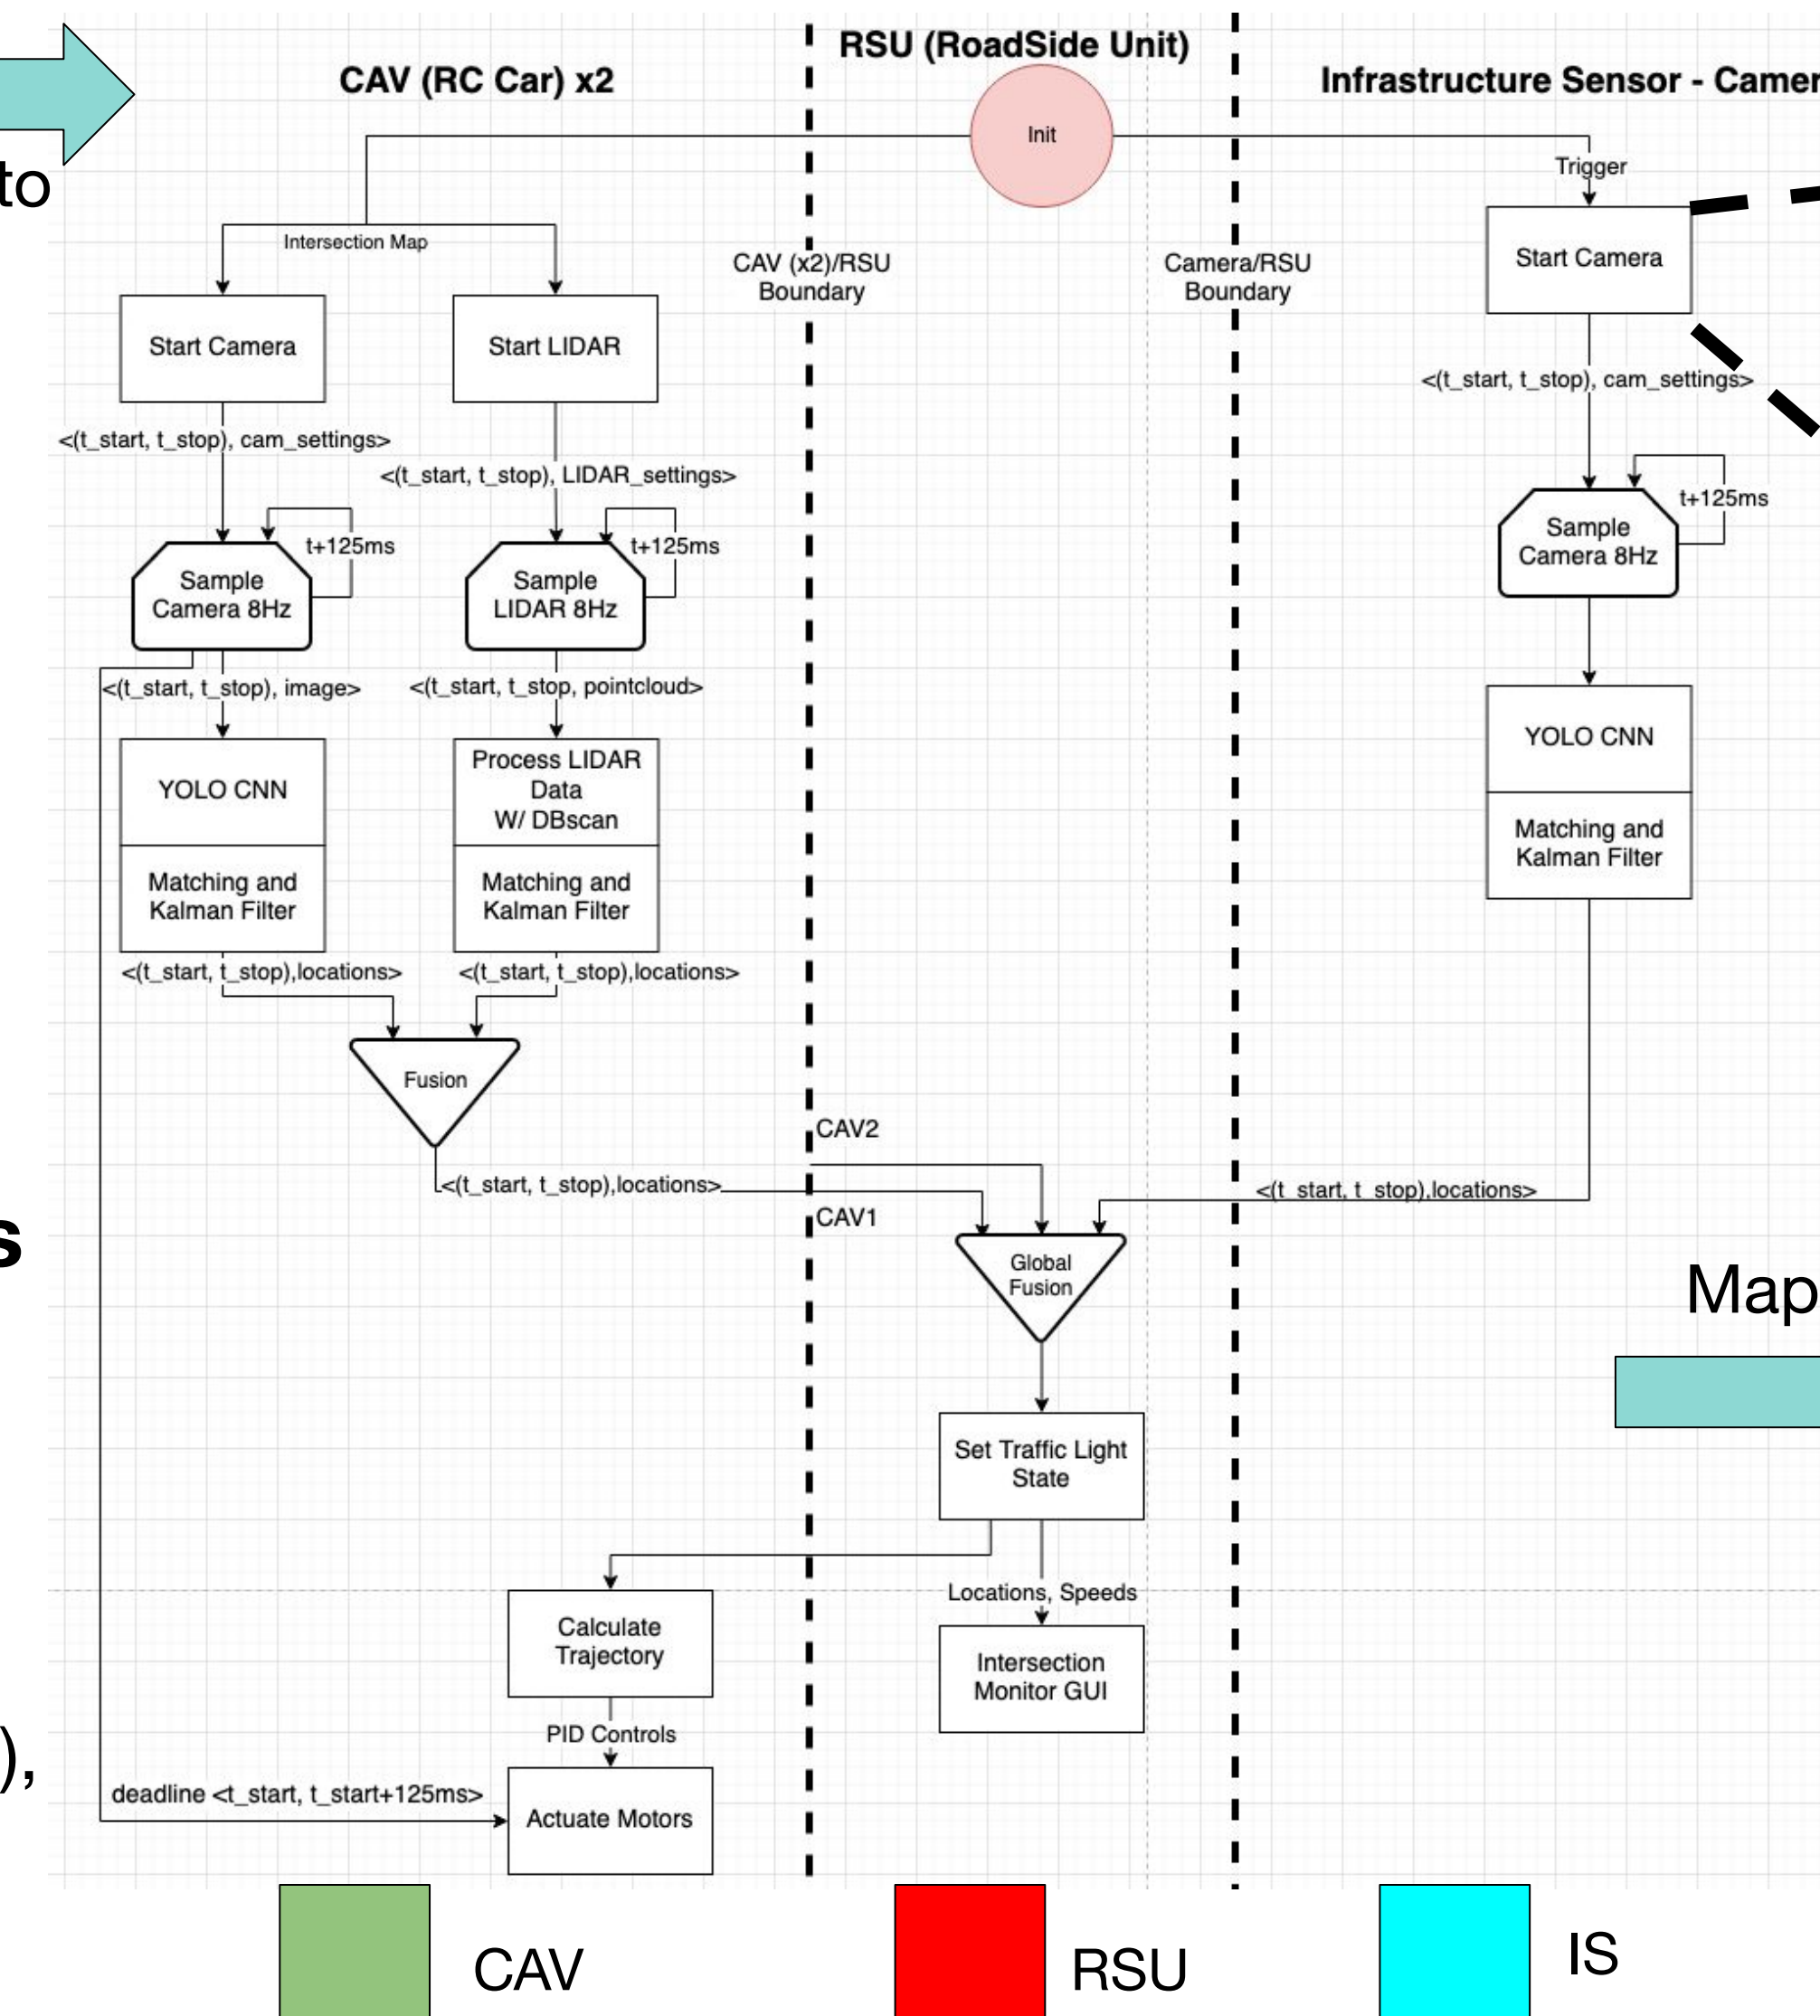 to
s
),
CAV (RC Car) x2
RSU (RoadSide Unit)
Infrastructure Sensor - Camer
Init
Trigger
Intersection Map
CAV (x2)/RSU
Boundary
Camera/RSU
Boundary
Start Camera
Start LIDAR
Start Camera
<(t_start, t_stop), cam_settings>
<(t_start, t_stop), LIDAR_settings>
<(t_start, t_stop), cam_settings>
t+125ms
t+125ms
t+125ms
Sample
Camera 8Hz
Sample
LIDAR 8Hz
Sample
Camera 8Hz
<(t_start, t_stop), image>
<(t_start, t_stop, pointcloud>
YOLO CNN
Matching and
Kalman Filter
Process LIDAR
Data
W/ DBscan
Matching and
Kalman Filter
YOLO CNN
Matching and
Kalman Filter
<(t_start, t_stop),locations>
<(t_start, t_stop),locations>
Fusion
CAV2
<(t_start, t_stop),locations>
CAV1
<(t_start, t_stop),locations>
Global
Fusion
Map
Set Traffic Light
State
Locations, Speeds
Calculate
Trajectory
Intersection
Monitor GUI
PID Controls
deadline <t_start, t_start+125ms>
Actuate Motors
CAV
RSU
IS